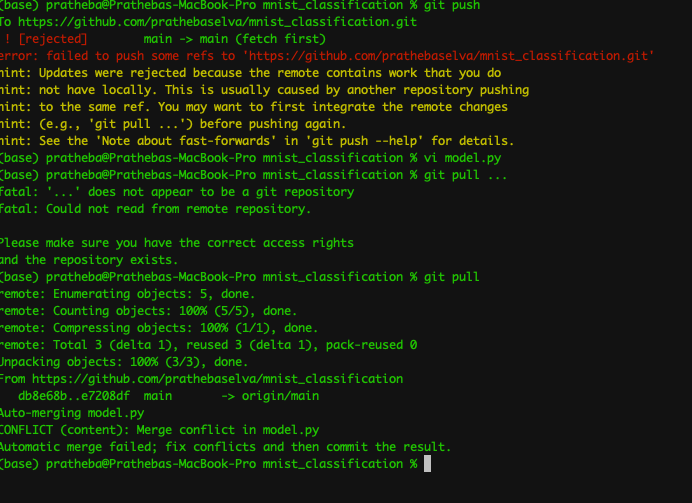 (base) pratheba@Prathebas-MacBook-Pro mnist_classification % git push
To https://github.com/prathebaselva/mnist_classification.git
! [rejected] main -> main (fetch first)
error: failed to push some refs to 'https://github.com/prathebaselva/mnist_classification.git'
hint: Updates were rejected because the remote contains work that you do
hint: not have locally. This is usually caused by another repository pushing
hint: to the same ref. You may want to first integrate the remote changes
hint: (e.g., 'git pull ...') before pushing again.
hint: See the 'Note about fast-forwards' in 'git push --help' for details.
(base) pratheba@Prathebas-MacBook-Pro mnist_classification % vi model.py
(base) pratheba@Prathebas-MacBook-Pro mnist_classification % git pull ...
fatal: '...' does not appear to be a git repository
fatal: Could not read from remote repository.

Please make sure you have the correct access rights
and the repository exists.
(base) pratheba@Prathebas-MacBook-Pro mnist_classification % git pull
remote: Enumerating objects: 5, done.
remote: Counting objects: 100% (5/5), done.
remote: Compressing objects: 100% (1/1), done.
remote: Total 3 (delta 1), reused 3 (delta 1), pack-reused 0
Unpacking objects: 100% (3/3), done.
From https://github.com/prathebaselva/mnist_classification
db8e68b..e7208df main -> origin/main
Auto-merging model.py
CONFLICT (content): Merge conflict in model.py
Automatic merge failed; fix conflicts and then commit the result.
(base) pratheba@Prathebas-MacBook-Pro mnist_classification %